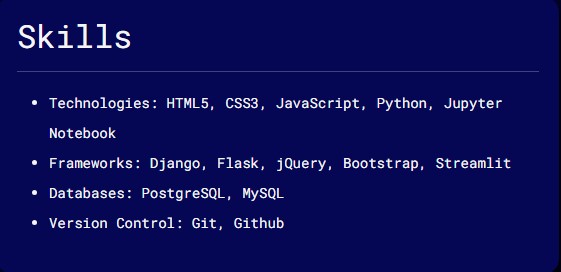 Skills
• Technologies: HTML5, CSS3, JavaScript, Python, Jupyter
Notebook
• Frameworks: Django, Flask, jQuery, Bootstrap, Streamlit
• Databases: PostgreSQL, MySQL
• Version Control: Git, Github